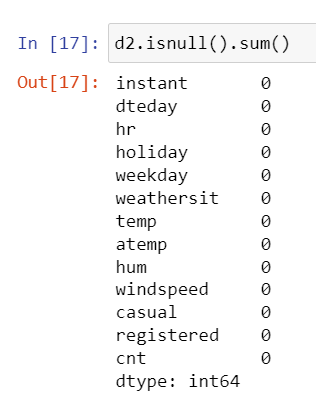 In [17]: d2.isnull().sum()
Out[17]: instant 0
dteday 0
hr 0
holiday 0
weekday 0
weathersit 0
temp 0
atemp 0
hum 0
windspeed 0
casual 0
registered 0
cnt 0
dtype: int64